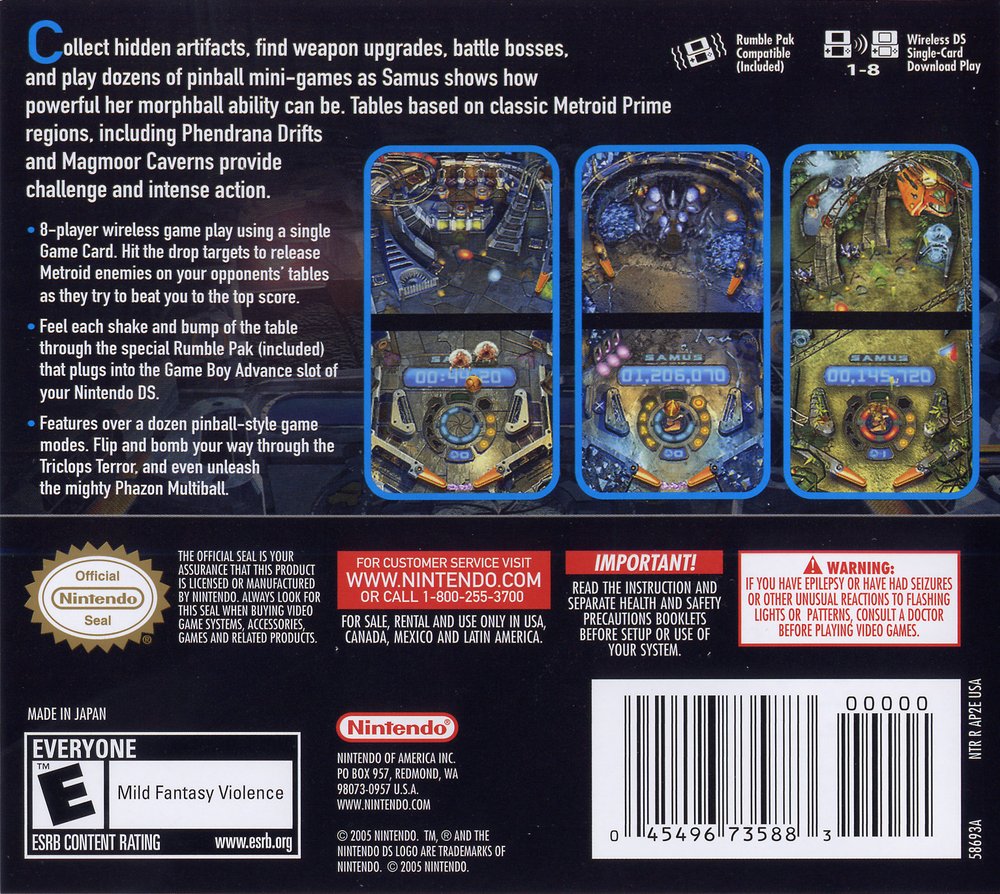 Collect hidden artifacts, find weapon upgrades, battle bosses,
and play dozens of pinball mini-games as Samus shows how
powerful her morphball ability can be. Tables based on classic Metroid Prime
regions, including Phendrana Drifts
and Magmoor Caverns provide
challenge and intense action.
Rumble Pak
Compatible
(Included)
1-8
Wireless DS
Single-Card
Download Play
• 8-player wireless game play using a single
Game Card. Hit the drop targets to release
Metroid enemies on your opponents' tables
as they try to beat you to the top score.
• Feel each shake and bump of the table
through the special Rumble Pak (included)
that plugs into the Game Boy Advance slot of
your Nintendo DS.
• Features over a dozen pinball-style game
modes. Flip and bomb your way through the
Triclops Terror, and even unleash
the mighty Phazon Multiball.
00
SAMUS
01,206,070
00
SAMUS
00,145,720
01
Official
Nintendo
Seal
®
THE OFFICIAL SEAL IS YOUR
ASSURANCE THAT THIS PRODUCT
IS LICENSED OR MANUFACTURED
BY NINTENDO. ALWAYS LOOK FOR
THIS SEAL WHEN BUYING VIDEO
GAME SYSTEMS, ACCESSORIES,
GAMES AND RELATED PRODUCTS.
FOR CUSTOMER SERVICE VISIT
WWW.NINTENDO.COM
OR CALL 1-800-255-3700
FOR SALE, RENTAL AND USE ONLY IN USA,
CANADA, MEXICO AND LATIN AMERICA.
IMPORTANT!
READ THE INSTRUCTION AND
SEPARATE HEALTH AND SAFETY
PRECAUTIONS BOOKLETS
BEFORE SETUP OR USE OF
YOUR SYSTEM.
WARNING:
IF YOU HAVE EPILEPSY OR HAVE HAD SEIZURES
OR OTHER UNUSUAL REACTIONS TO FLASHING
LIGHTS OR PATTERNS, CONSULT A DOCTOR
BEFORE PLAYING VIDEO GAMES.
MADE IN JAPAN
EVERYONE
TM
E
Mild Fantasy Violence
ESRB CONTENT RATING www.esrb.org
Nintendo®
NINTENDO OF AMERICA INC.
PO BOX 957, REDMOND, WA
98073-0957 U.S.A.
WWW.NINTENDO.COM
© 2005 NINTENDO. TM, ® AND THE
NINTENDO DS LOGO ARE TRADEMARKS OF
NINTENDO. © 2005 NINTENDO.
00000
0 45496 73588 3
NTR R AP2E USA
58693A